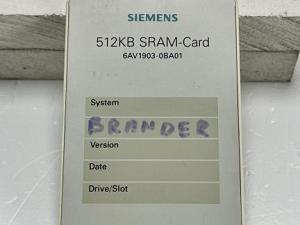 SIEMENS
512KB SRAM-Card
6AV1903-0BA01
System
BRANDER
Version
Date
Drive/Slot